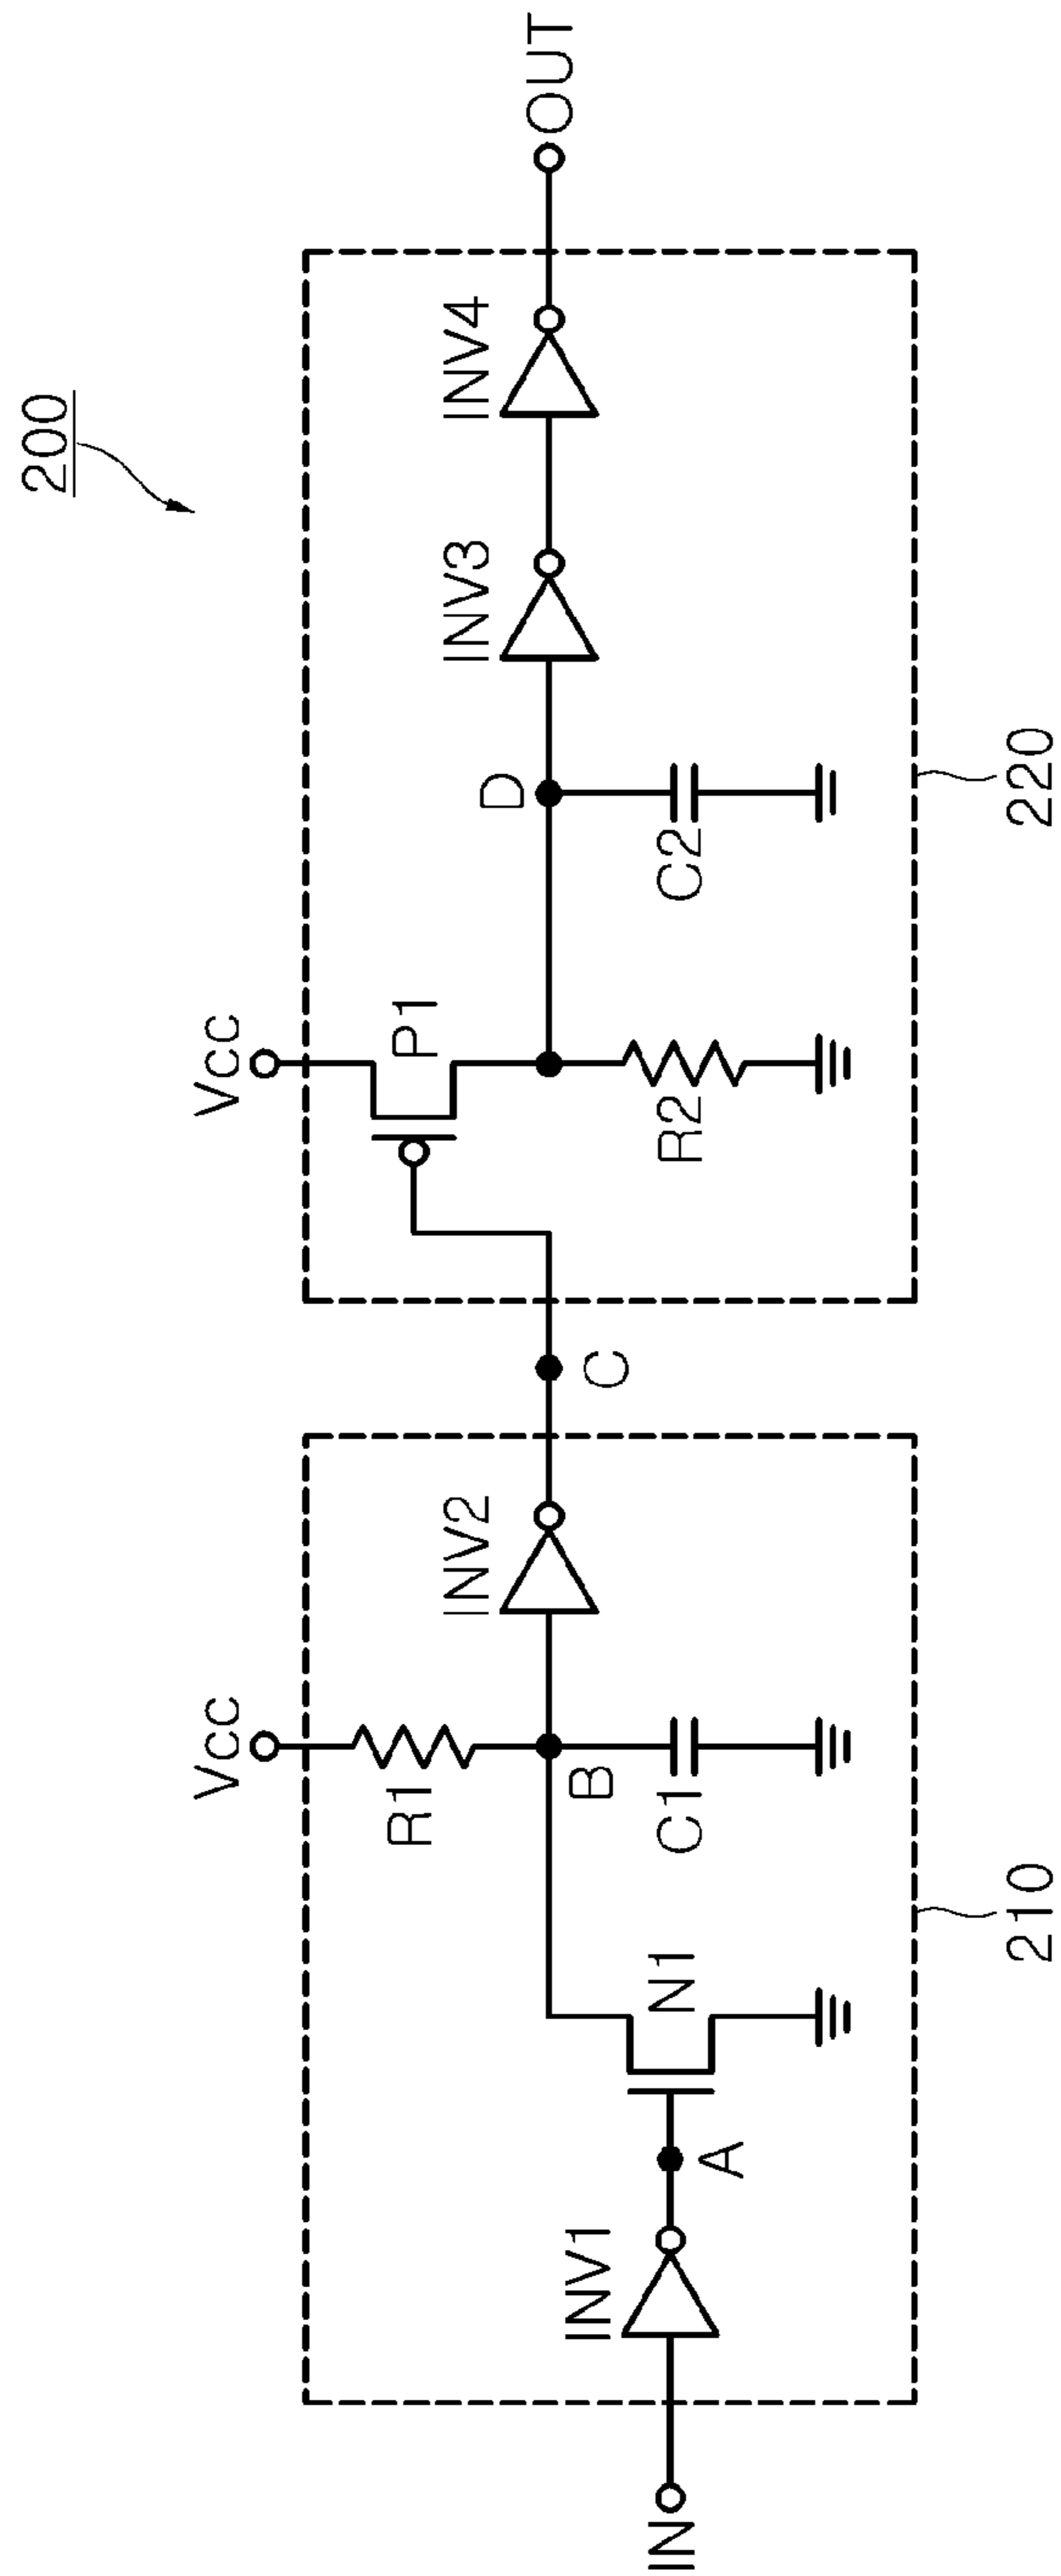 200
Vcc
Vcc
R1
INV2
P1
INV3
INV4
D
OUT
B
C
INV1
N1
C1
R2
C2
IN
A
210
220